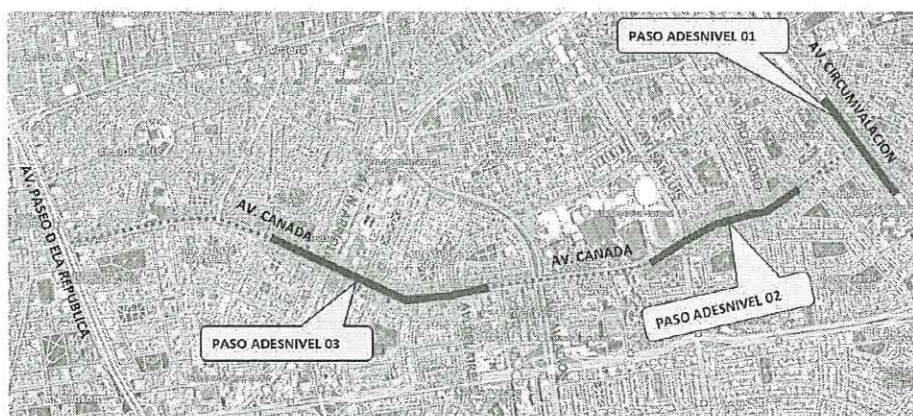 PASO ADESNIVEL 01
AV. CIRCUMVALACION
AV. PASEO D ELA REPUBLICA
AV. CANADA
AV. CANADA
PASO ADESNIVEL 02
PASO ADESNIVEL 03